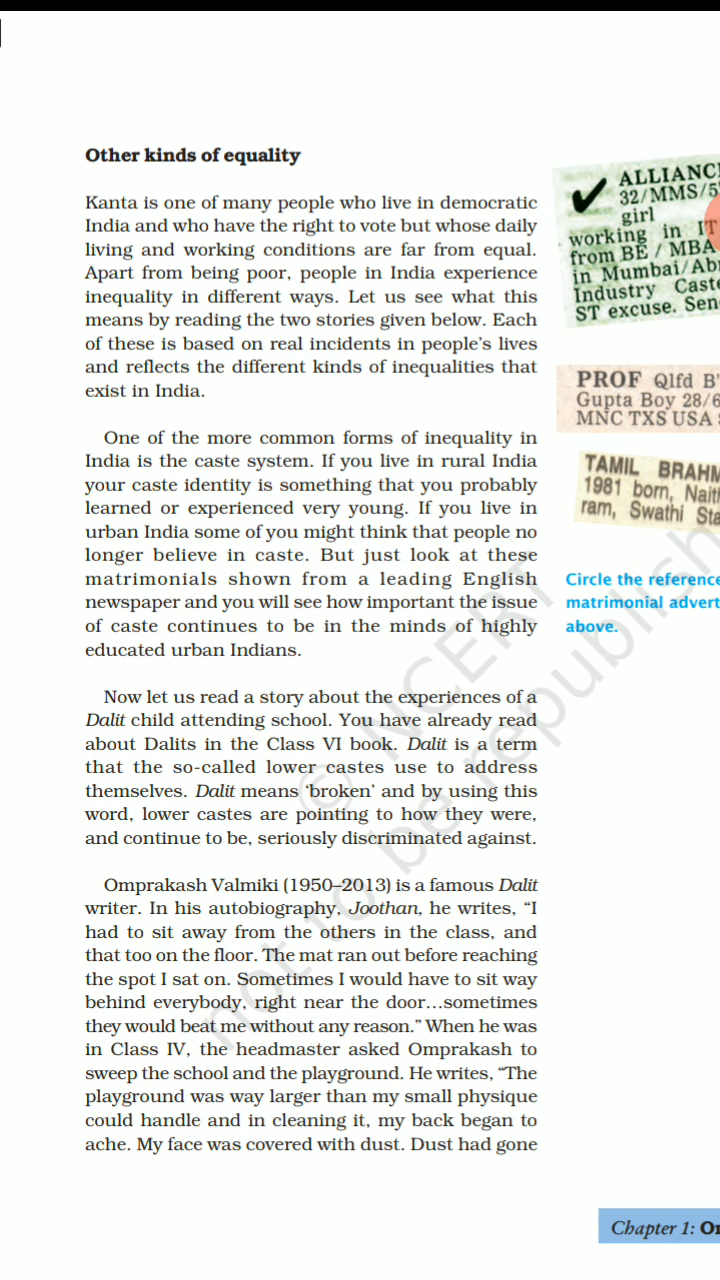 Other kinds of equality
Kanta is one of many people who live in democratic
India and who have the right to vote but whose daily
living and working conditions are far from equal.
Apart from being poor, people in India experience
inequality in different ways. Let us see what this
means by reading the two stories given below. Each
of these is based on real incidents in people's lives
and reflects the different kinds of inequalities that
exist in India.
One of the more common forms of inequality in
India is the caste system. If you live in rural India
your caste identity is something that you probably
learned or experienced very young. If you live in
urban India some of you might think that people no
longer believe in caste. But just look at these
matrimonials shown from a leading English
newspaper and you will see how important the issue
of caste continues to be in the minds of highly
educated urban Indians.
Now let us read a story about the experiences of a
Dalit child attending school. You have already read
about Dalits in the Class VI book. Dalit is a term
that the so-called lower castes use to address
themselves. Dalit means ‘broken’ and by using this
word, lower castes are pointing to how they were,
and continue to be, seriously discriminated against.
Omprakash Valmiki (1950–2013) is a famous Dalit
writer. In his autobiography, Joothan, he writes, “I
had to sit away from the others in the class, and
that too on the floor. The mat ran out before reaching
the spot I sat on. Sometimes I would have to sit way
behind everybody, right near the door…sometimes
they would beat me without any reason.” When he was
in Class IV, the headmaster asked Omprakash to
sweep the school and the playground. He writes, “The
playground was way larger than my small physique
could handle and in cleaning it, my back began to
ache. My face was covered with dust. Dust had gone
32/MMS/5
girl
working in IT
from BE / MBA
in Mumbai/
Industry
ST excuse.
PROF Qlfd
Gupta Boy 28/6
MNC TXS USA
TAMIL
1981 born,
ram, Swathi
Circle the
matrimonial
above.
© NCERT
not to be
Chapter 1: